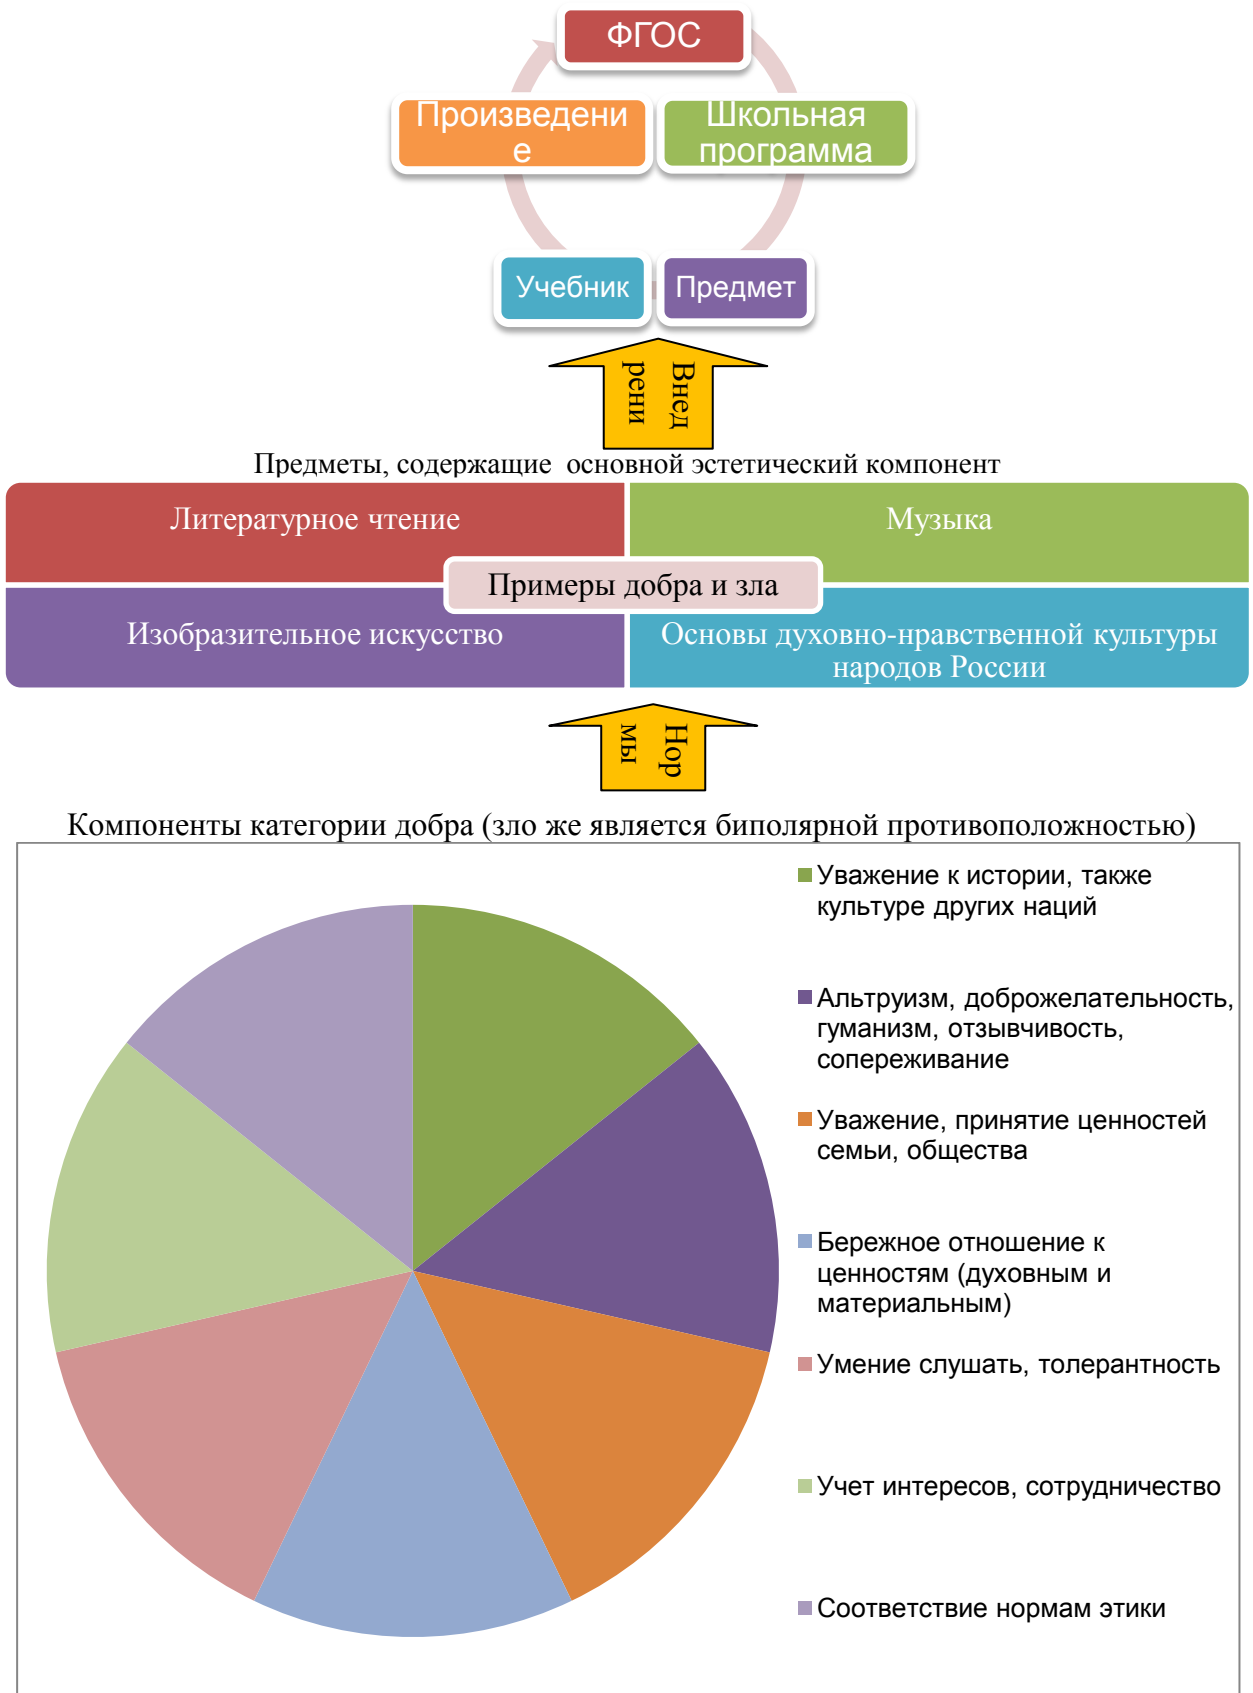 ФГОС
Произведени
е
Школьная
программа
Учебник
Предмет
Внед
рени
Предметы, содержащие основной эстетический компонент
Литературное чтение
Музыка
Примеры добра и зла
Изобразительное искусство
Основы духовно-нравственной культуры
народов России
Нор
мы
Компоненты категории добра (зло же является биполярной противоположностью)
Уважение к истории, также
культуре других наций
Альтруизм, доброжелательность,
гуманизм, отзывчивость,
сопереживание
Уважение, принятие ценностей
семьи, общества
Бережное отношение к
ценностям (духовным и
материальным)
Умение слушать, толерантность
Учет интересов, сотрудничество
Соответствие нормам этики